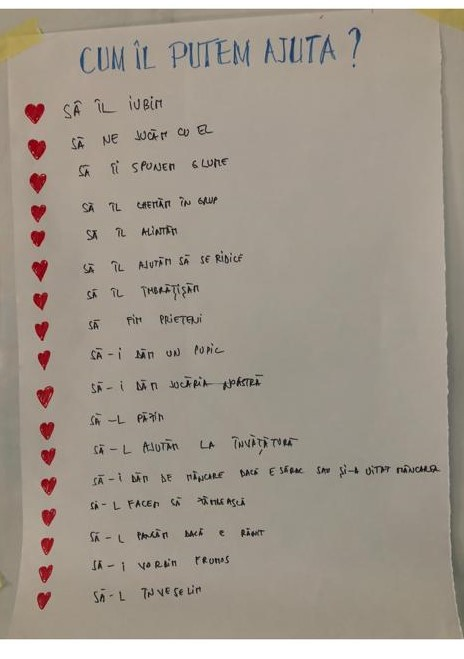 CUM ÎL PUTEM AJUTA?
SĂ ÎL IUBIM
SĂ NE JUCĂM CU EL
SĂ ÎI SPUNEM GLUME
SĂ ÎL CHEMĂM ÎN GRUP
SĂ ÎL ALINTĂM
SĂ ÎL AJUTĂM SĂ SE RIDICE
SĂ ÎL ÎMBRĂȚIȘĂM
SĂ FIM PRIETENI
SĂ-I DĂM UN PUPIC
SĂ-I DĂM JUCĂRIA NOASTRĂ
SĂ-L PĂZIM
SĂ-L AJUTĂM LA ÎNVĂȚĂTURĂ
SĂ-I DĂM DE MÂNCARE DACĂ E SĂRAC SAU ȘI-A UITAT MÂNCAREA
SĂ-L FACEM SĂ ZÂMBEASCĂ
SĂ-L PANSĂM DACĂ E RĂNIT
SĂ-I VORBIM FRUMOS
SĂ-L ÎNVESELIM